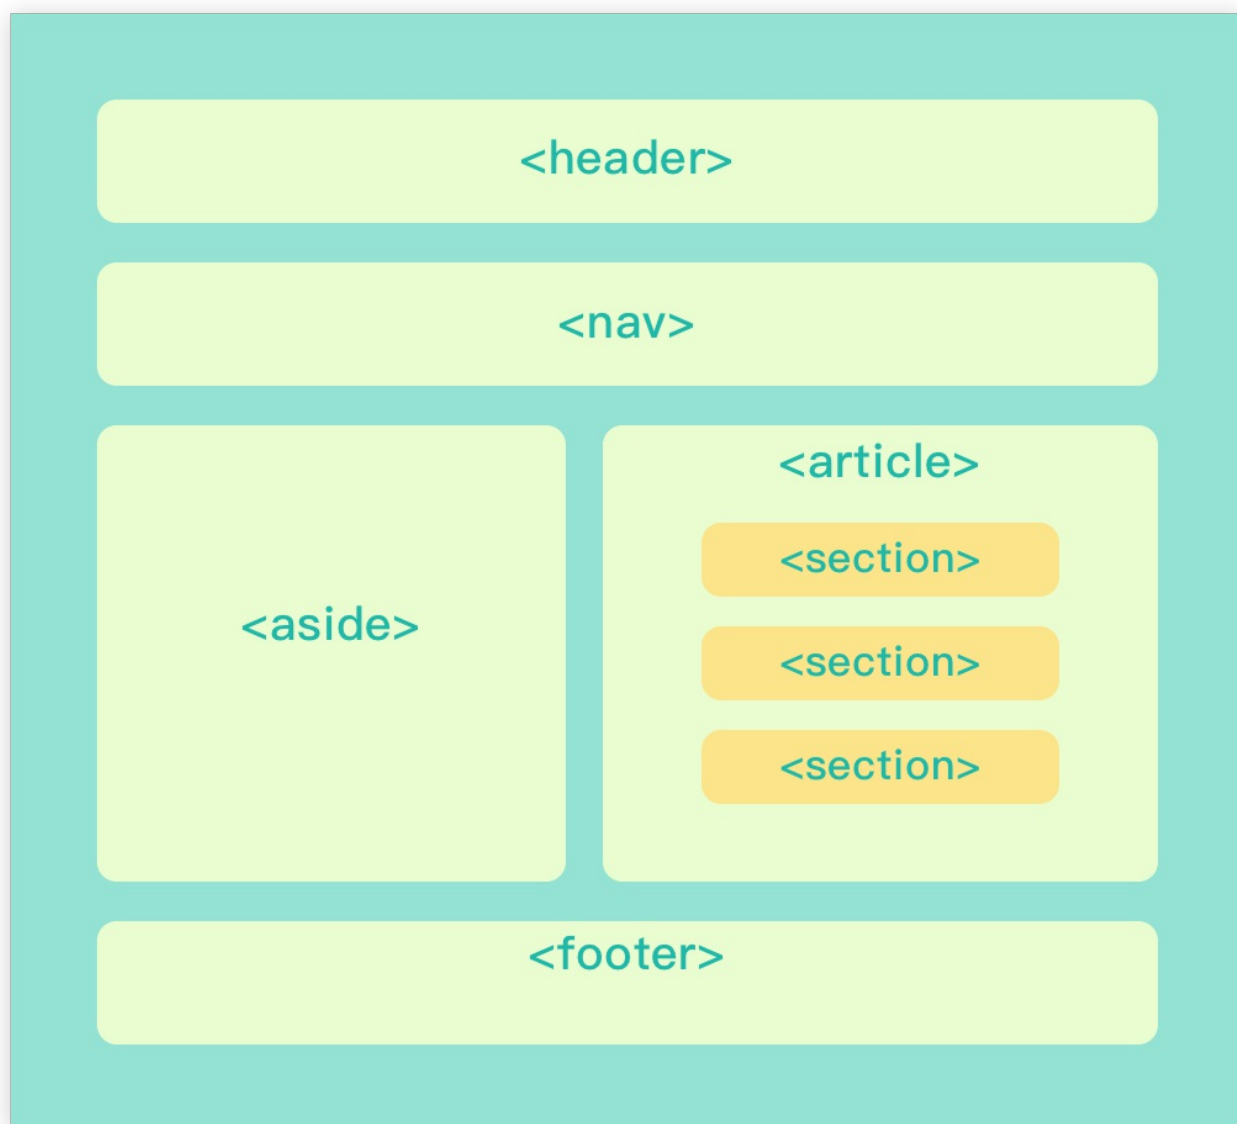 <header>
<nav>
<aside>
<article>
<section>
<section>
<section>
<footer>